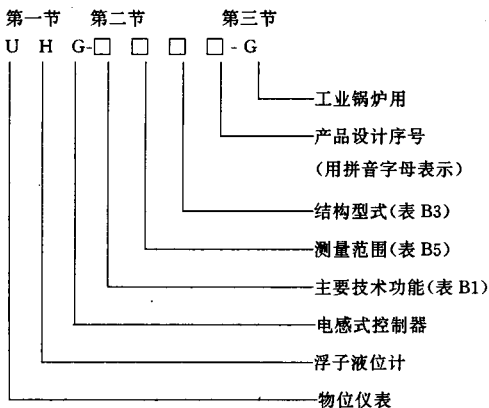 第一节 第二节 第三节
U H G-□ □ □ □-G
工业锅炉用
产品设计序号
(用拼音字母表示)
结构型式(表 B3)
测量范围(表 B5)
主要技术功能(表 B1)
电感式控制器
浮子液位计
物位仪表